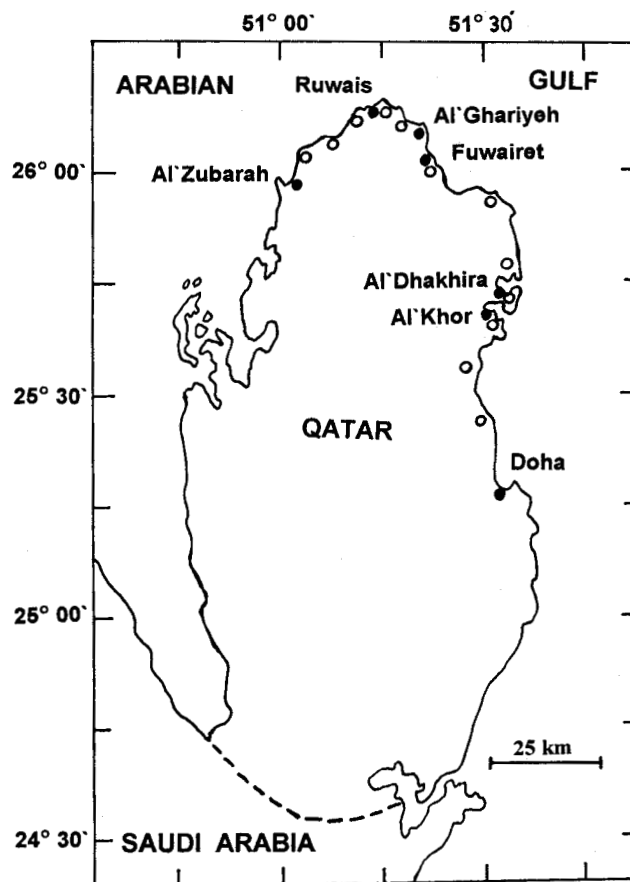 51° 00' 51° 30'
ARABIAN GULF
Ruwais
Al`Ghariyeh
Fuwairet
26° 00'
Al`Zubarah
Al`Dhakhira
Al`Khor
25° 30'
QATAR
Doha
25° 00'
25 km
24° 30'
SAUDI ARABIA